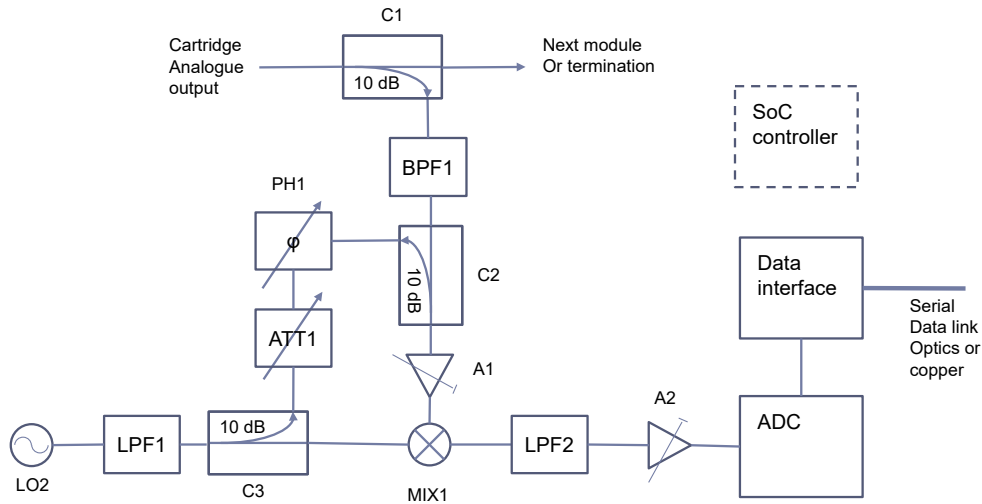 C1
Cartridge
Analogue
output
Next module
Or termination
10 dB
SoC
controller
BPF1
PH1
φ
C2
10 dB
Data
interface
ATT1
Serial
Data link
Optics or
copper
A1
A2
10 dB
LPF1
LPF2
ADC
LO2
C3
MIX1